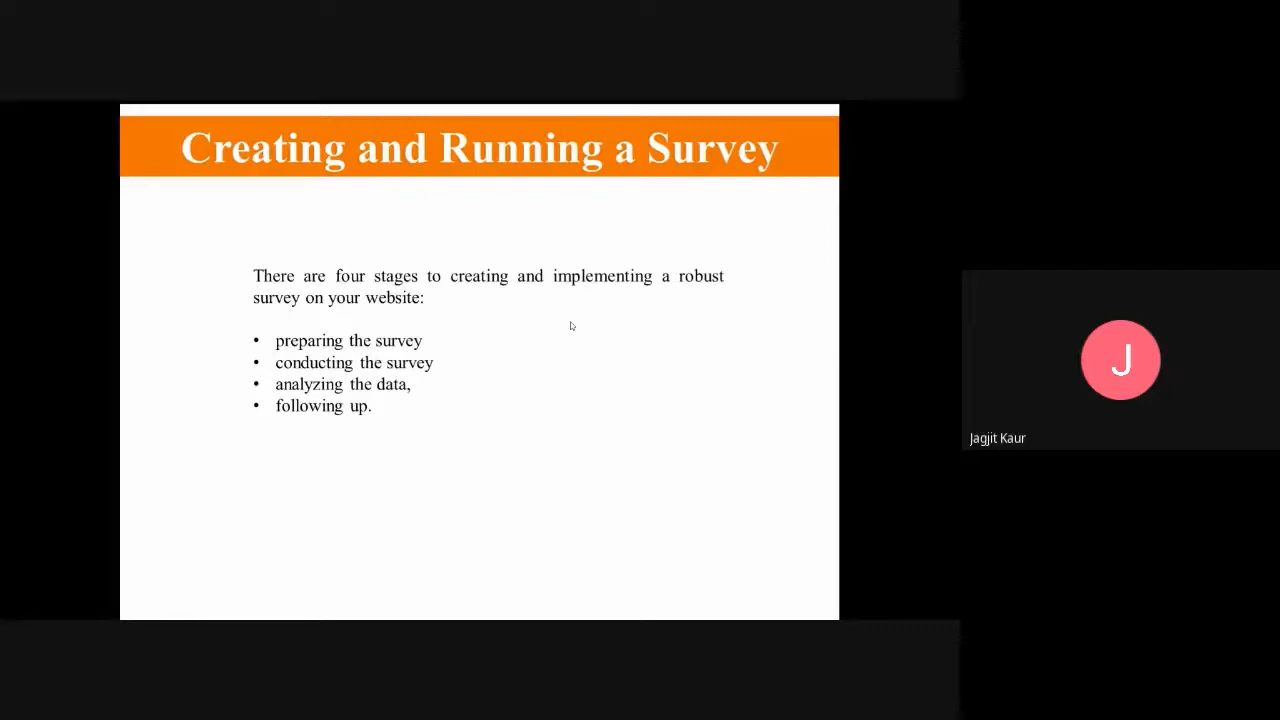 Creating and Running a Survey
There are four stages to creating and implementing a robust
survey on your website:
• preparing the survey
• conducting the survey
• analyzing the data,
• following up.
J
Jagjit Kaur